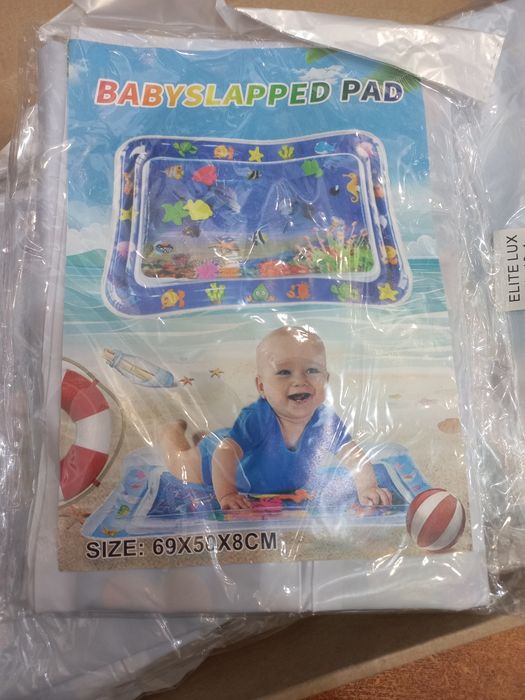 BABYSLAPPED PAD
SIZE: 69X50X8CM
ELITE LUX